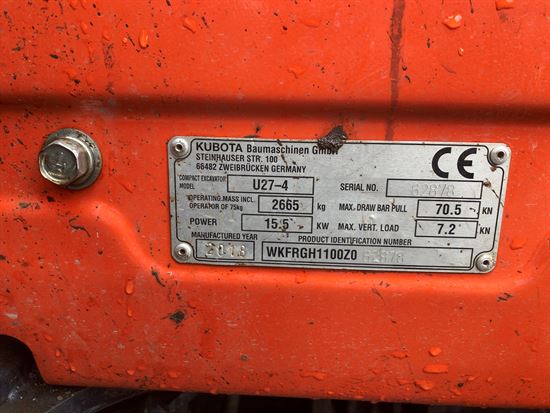 KUBOTA Baumaschinen GmbH
STEINHAUSER STR. 100
66482 ZWEIBRÜCKEN GERMANY
CE
COMPACT EXCAVATOR
MODEL U27-4 SERIAL NO. 62878
OPERATING MASS INCL.
OPERATOR OF 75kg 2665 kg MAX. DRAW BAR PULL 70.5 KN
POWER 15.5 KW MAX. VERT. LOAD 7.2 KN
MANUFACTURED YEAR PRODUCT IDENTIFICATION NUMBER
WKFRGH1100Z0 62878